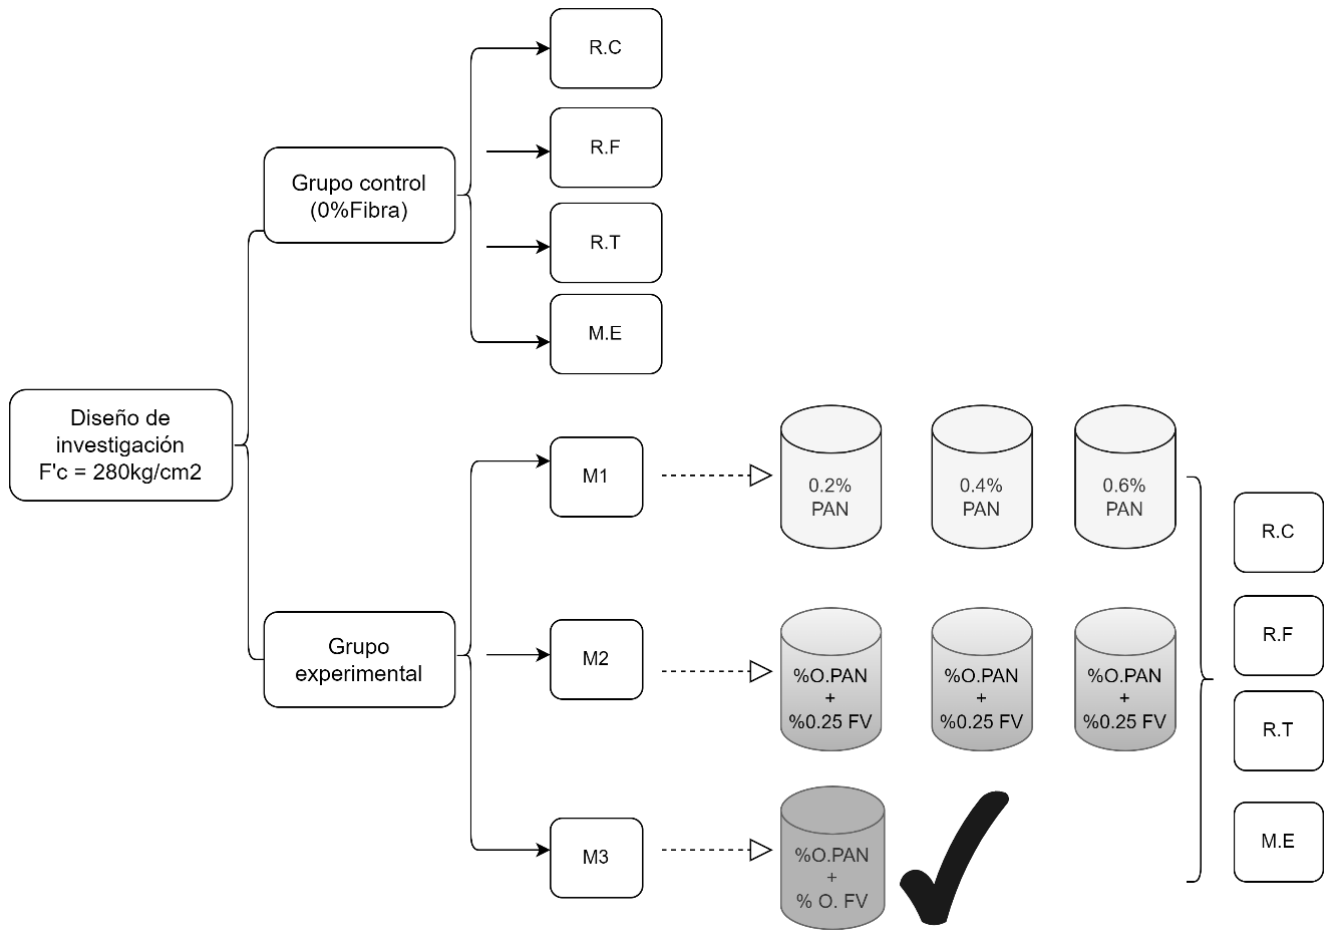 Diseño de
investigación
F'c = 280kg/cm2
Grupo control
(0%Fibra)
R.C
R.F
R.T
M.E
Grupo
experimental
M1
0.2%
PAN
0.4%
PAN
0.6%
PAN
M2
%O.PAN
+
%0.25 FV
%O.PAN
+
%0.25 FV
%O.PAN
+
%0.25 FV
M3
%O.PAN
+
% O. FV
R.C
R.F
R.T
M.E